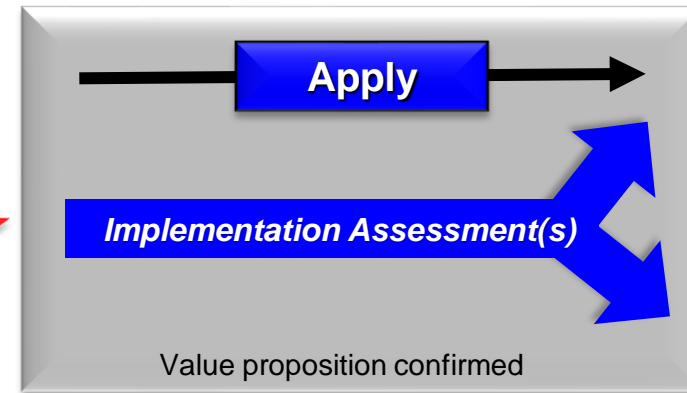 Apply
Implementation Assessment(s)
Value proposition confirmed